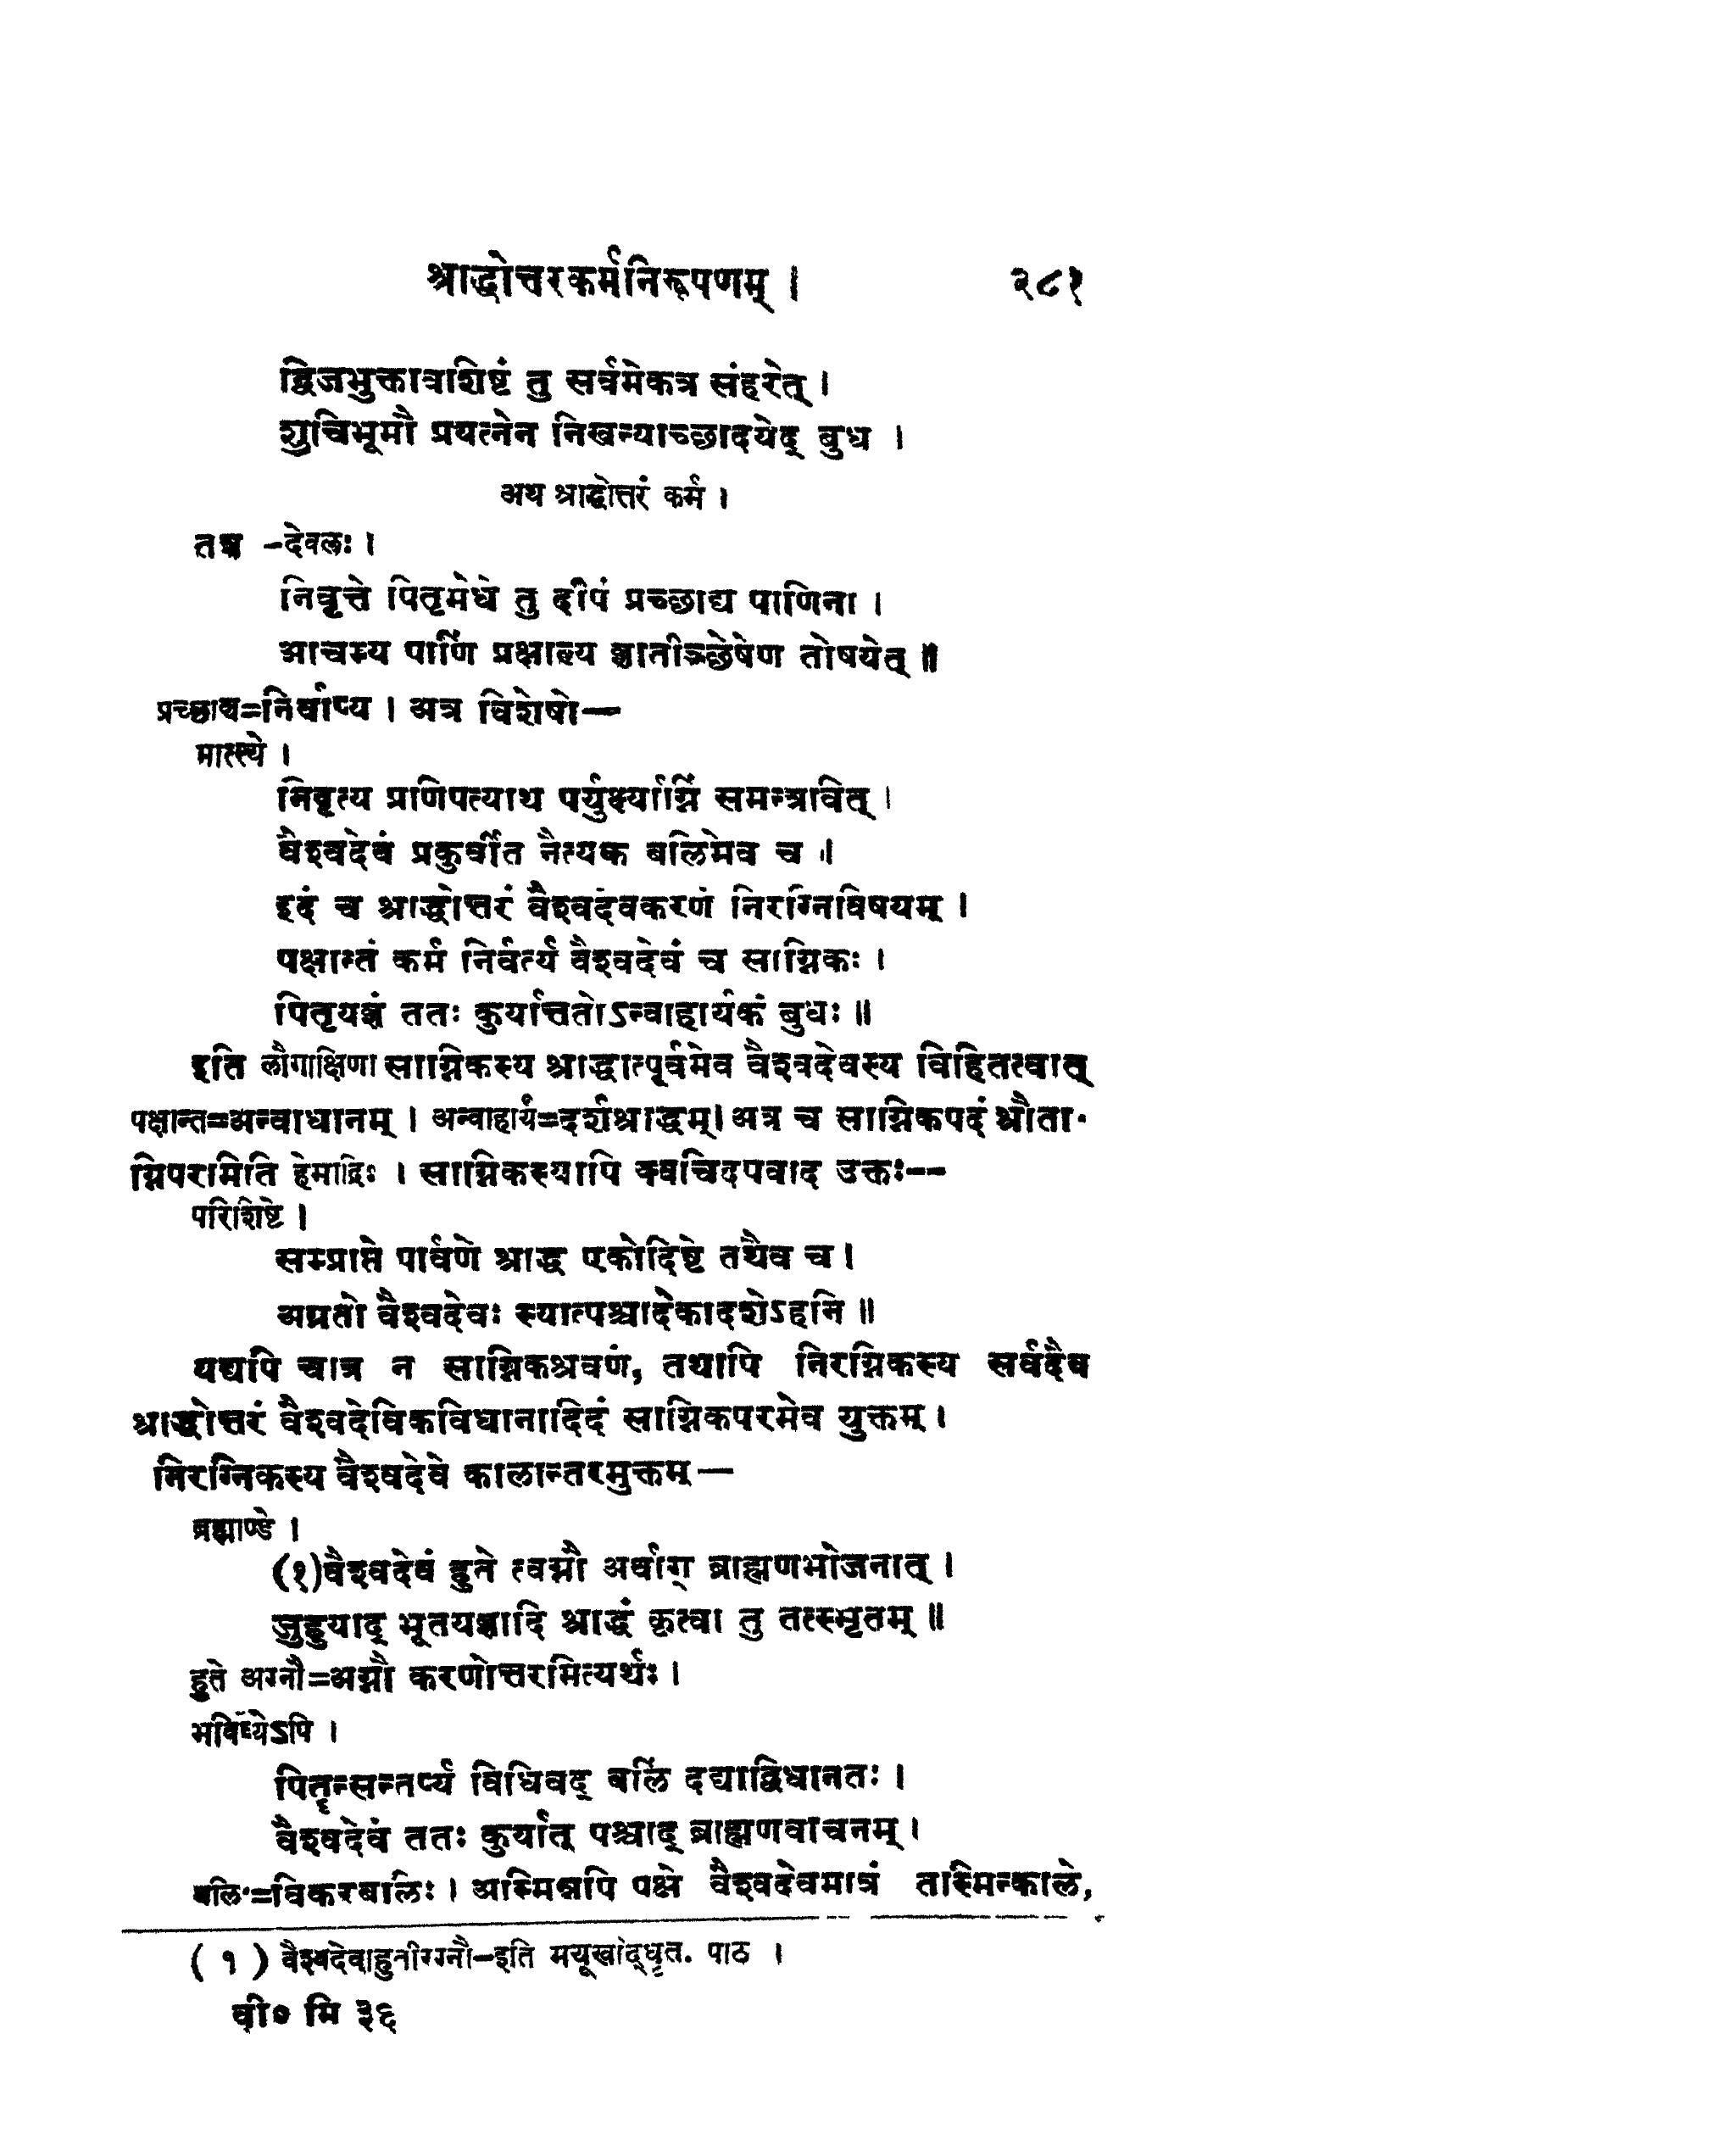 श्राद्धोत्तरकर्मनिरूपणम् । २८१
द्विजभुक्तावशिष्टं तु सर्वमेकत्र संहरेत् ।
शुचिभूमौ प्रयत्नेन निखन्याच्छादयेद् बुध ।
अथ श्राद्धोत्तरं कर्म ।
तत्र -देवलः ।
निवृत्ते पितृमेधे तु दीपं प्रच्छाद्य पाणिना ।
आचम्य पाणिं प्रक्षाल्य ज्ञातीञ्छेषेण तोषयेत् ॥
प्रच्छाद्य=निर्वाप्य । अत्र विशेषो—
मात्स्ये ।
निवृत्य प्रणिपत्याथ पर्युक्ष्याग्निं समन्त्रवित् ।
वैश्वदेवं प्रकुर्वीत नैत्यक बलिमेव च ।
इदं च श्राद्धोत्तरं वैश्वदेवकरणं निरग्निविषयम् ।
पक्षान्तं कर्म निर्वर्त्य वैश्वदेवं च साग्निकः ।
पितृयज्ञं ततः कुर्यात्ततोऽन्वाहार्यकं बुधः ॥
इति लौगाक्षिणा साग्निकस्य श्राद्धात्पूर्वमेव वैश्वदेवस्य विहितत्वात्
पक्षान्त=अन्वाधानम् । अन्वाहार्यं=दर्शश्राद्धम्। अत्र च साग्निकपदं श्रौता-
ग्निपरमिति हेमाद्रिः । साग्निकस्यापि क्वचिदपवाद उक्तः--
परिशिष्टे ।
सम्प्राप्ते पार्वणे श्राद्ध एकोद्दिष्टे तथैव च ।
अग्रतो वैश्वदेवः स्यात्पश्चादेकादशेऽहनि ॥
यद्यपि चात्र न साग्निकश्रवणं, तथापि निरग्निकस्य सर्वदैव
श्राद्धोत्तरं वैश्वदेविकविधानादिदं साग्निकपरमेव युक्तम् ।
निरग्निकस्य वैश्वदेवे कालान्तरमुक्तम् —
ब्रह्माण्डे ।
(१)वैश्वदेवं हुते त्वग्नौ अर्वाग् ब्राह्मणभोजनात् ।
जुहुयाद् भूतयज्ञादि श्राद्धं कृत्वा तु तत्स्मृतम् ॥
हुते अग्नौ=अग्नौ करणोत्तरमित्यर्थः ।
भविष्येऽपि ।
पितॄन्सन्तर्प्य विधिवद् बलिं दद्याद्विधानतः ।
वैश्वदेवं ततः कुर्यात् पश्चाद् ब्राह्मणवाचनम् ।
बलिः=विकरबलिः । अस्मिन्नपि पक्षे वैश्वदेवमात्रं तस्मिन्काले,
( १ ) वैश्वदेवाहुतीरग्नौ-इति मयूखोद्धृत. पाठ ।
वी० मि ३६